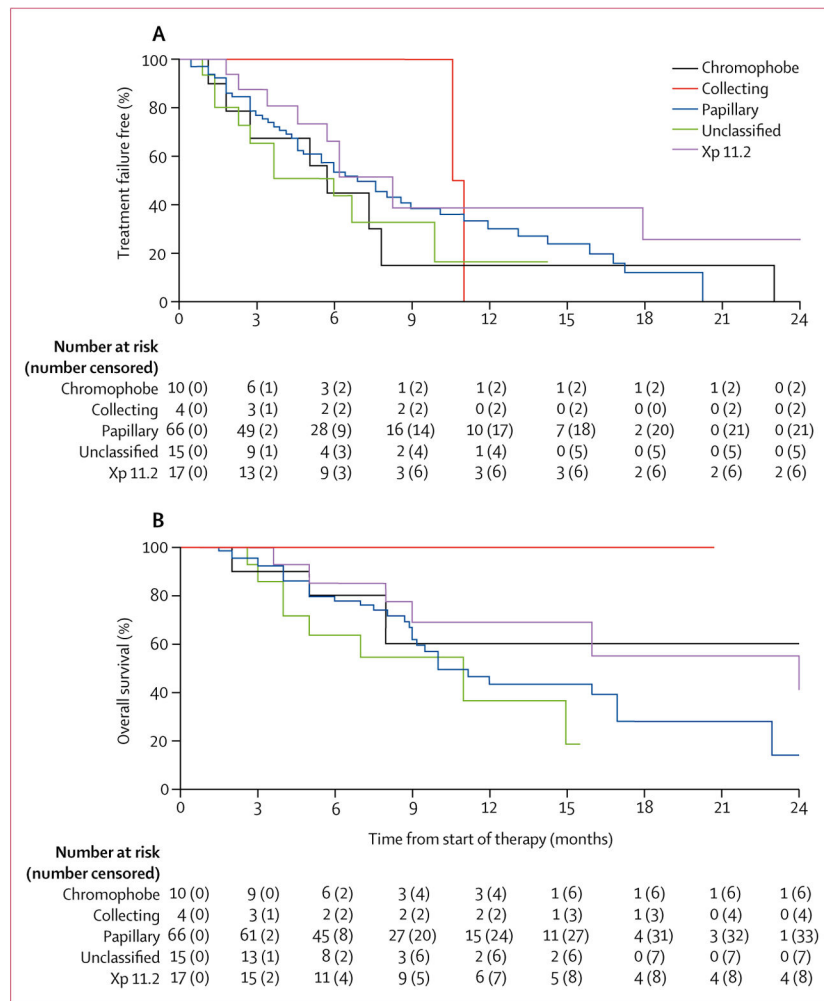 A
Treatment failure free (%)
100
80
60
40
20
0
Chromophobe
Collecting
Papillary
Unclassified
Xp 11.2
0 3 6 9 12 15 18 21 24
Number at risk
(number censored)
Chromophobe 10 (0) 6 (1) 3 (2) 1 (2) 1 (2) 1 (2) 1 (2) 1 (2) 0 (2)
Collecting 4 (0) 3 (1) 2 (2) 2 (2) 0 (2) 0 (2) 0 (0) 0 (2) 0 (2)
Papillary 66 (0) 49 (2) 28 (9) 16 (14) 10 (17) 7 (18) 2 (20) 0 (21) 0 (21)
Unclassified 15 (0) 9 (1) 4 (3) 2 (4) 1 (4) 0 (5) 0 (5) 0 (5) 0 (5)
Xp 11.2 17 (0) 13 (2) 9 (3) 3 (6) 3 (6) 3 (6) 2 (6) 2 (6) 2 (6)
B
Overall survival (%)
100
80
60
40
20
0
0 3 6 9 12 15 18 21 24
Time from start of therapy (months)
Number at risk
(number censored)
Chromophobe 10 (0) 9 (0) 6 (2) 3 (4) 3 (4) 1 (6) 1 (6) 1 (6) 1 (6)
Collecting 4 (0) 3 (1) 2 (2) 2 (2) 2 (2) 1 (3) 1 (3) 0 (4) 0 (4)
Papillary 66 (0) 61 (2) 45 (8) 27 (20) 15 (24) 11 (27) 4 (31) 3 (32) 1 (33)
Unclassified 15 (0) 13 (1) 8 (2) 3 (6) 2 (6) 2 (6) 0 (7) 0 (7) 0 (7)
Xp 11.2 17 (0) 15 (2) 11 (4) 9 (5) 6 (7) 5 (8) 4 (8) 4 (8) 4 (8)